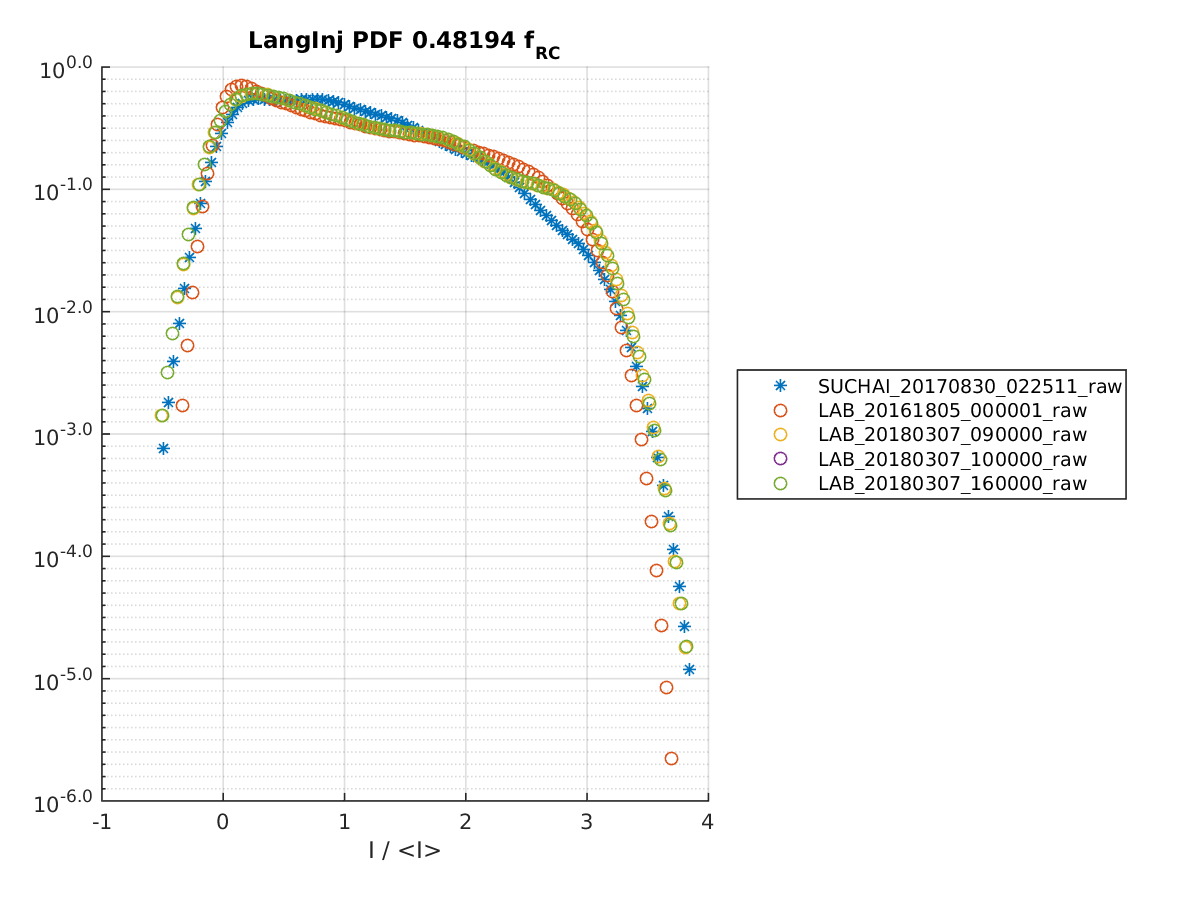 LangInj PDF 0.48194 f_RC
10^0.0
10^-1.0
10^-2.0
10^-3.0
10^-4.0
10^-5.0
10^-6.0
-1 0 1 2 3 4
I / <I>
SUCHAI_20170830_022511_raw
LAB_20161805_000001_raw
LAB_20180307_090000_raw
LAB_20180307_100000_raw
LAB_20180307_160000_raw